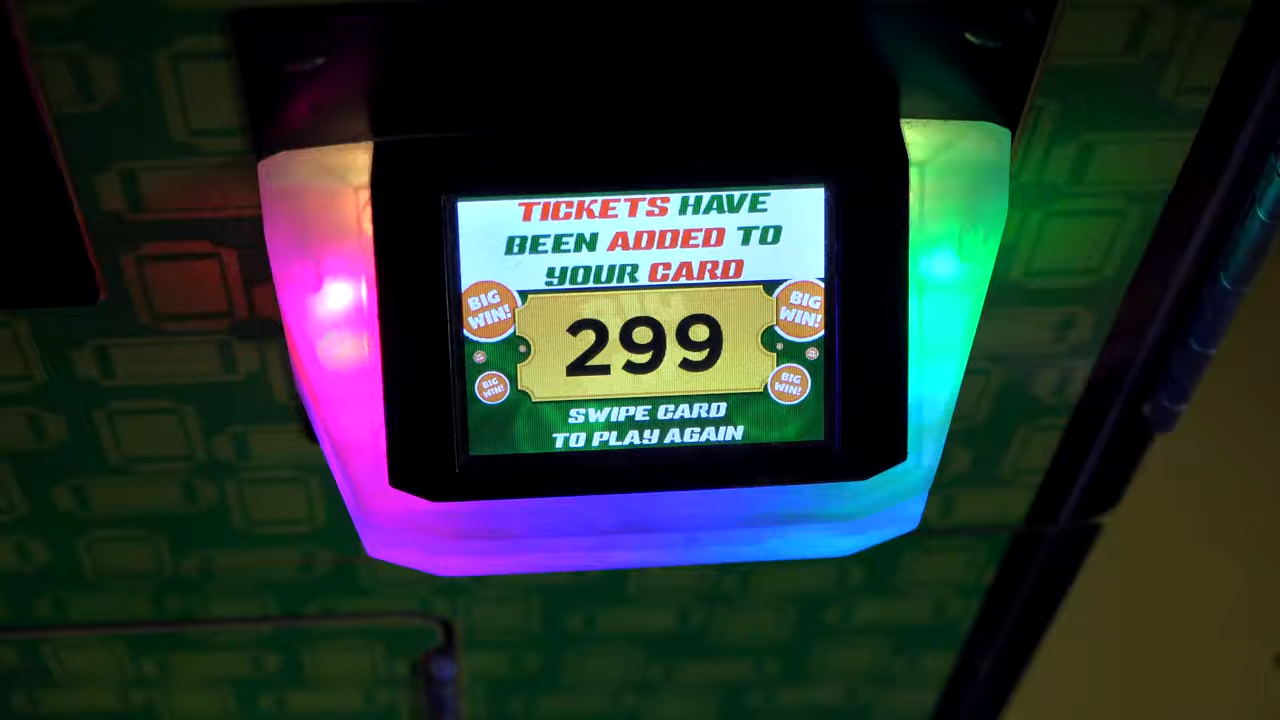 TICKETS HAVE
BEEN ADDED TO
YOUR CARD
BIG
WIN!
BIG
WIN!
299
BIG
WIN!
BIG
WIN!
SWIPE CARD
TO PLAY AGAIN